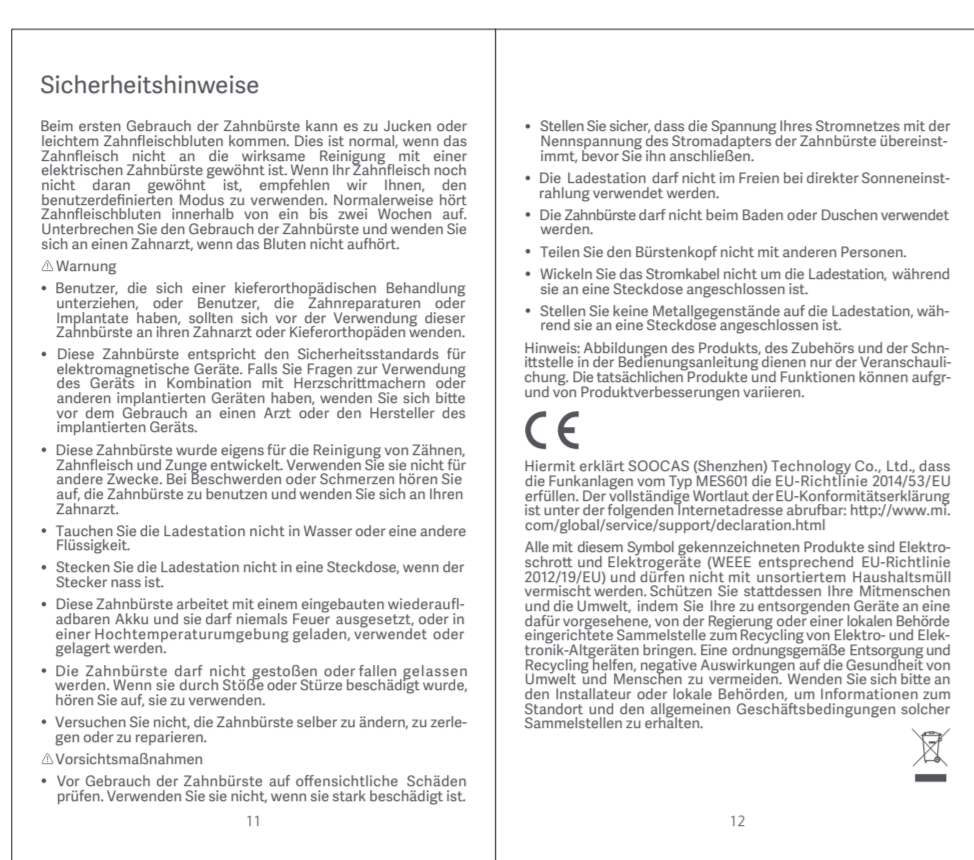 Sicherheitshinweise
Beim ersten Gebrauch der Zahnbürste kann es zu Jucken oder
leichtem Zahnfleischbluten kommen. Dies ist normal, wenn das
Zahnfleisch nicht an die wirksame Reinigung mit einer
elektrischen Zahnbürste gewöhnt ist. Wenn Ihr Zahnfleisch noch
nicht daran gewöhnt ist, empfehlen wir Ihnen, den
benutzerdefinierten Modus zu verwenden. Normalerweise hört
Zahnfleischbluten innerhalb von ein bis zwei Wochen auf.
Unterbrechen Sie den Gebrauch der Zahnbürste und wenden Sie
sich an einen Zahnarzt, wenn das Bluten nicht aufhört.
⚠ Warnung
• Benutzer, die sich einer kieferothopädischen Behandlung
unterziehen, oder Benutzer, die Zahnreparaturen oder
Implantate haben, sollten sich vor der Verwendung dieser
Zahnbürste an ihren Zahnarzt oder Kieferorthopäden wenden.
• Diese Zahnbürste entspricht den Sicherheitsstandards für
elektromagnetische Geräte. Falls Sie Fragen zur Verwendung
des Geräts in Kombination mit Herzschrittmachern oder
anderen implantierten Geräten haben, wenden Sie sich bitte
vor dem Gebrauch an einen Arzt oder den Hersteller des
implantierten Geräts.
• Diese Zahnbürste wurde eigens für die Reinigung von Zähnen,
Zahnfleisch und Zunge entwickelt. Verwenden Sie sie nicht für
andere Zwecke. Bei Beschwerden oder Schmerzen hören Sie
auf, die Zahnbürste zu benutzen und wenden Sie sich an Ihren
Zahnarzt.
• Tauchen Sie die Ladestation nicht in Wasser oder eine andere
Flüssigkeit.
• Stecken Sie die Ladestation nicht in eine Steckdose, wenn der
Stecker nass ist.
• Diese Zahnbürste arbeitet mit einem eingebauten wiederaufl-
adbaren Akku und sie darf niemals Feuer ausgesetzt, oder in
einer Hochtemperaturumgebung geladen, verwendet oder
gelagert werden.
• Die Zahnbürste darf nicht gestoßen oder fallen gelassen
werden. Wenn sie durch Stöße oder Stürze beschädigt wurde,
hören Sie auf, sie zu verwenden.
• Versuchen Sie nicht, die Zahnbürste selber zu ändern, zu zerle-
gen oder zu reparieren.
⚠ Vorsichtsmaßnahmen
• Vor Gebrauch der Zahnbürste auf offensichtliche Schäden
prüfen. Verwenden Sie sie nicht, wenn sie stark beschädigt ist.
11
• Stellen Sie sicher, dass die Spannung Ihres Stromnetzes mit der
Nennspannung des Stromadapters der Zahnbürste übereinst-
immt, bevor Sie ihn anschließen.
• Die Ladestation darf nicht im Freien bei direkter Sonneneinst-
rahlung verwendet werden.
• Die Zahnbürste darf nicht beim Baden oder Duschen verwendet
werden.
• Teilen Sie den Bürstenkopf nicht mit anderen Personen.
• Wickeln Sie das Stromkabel nicht um die Ladestation, während
sie an eine Steckdose angeschlossen ist.
• Stellen Sie keine Metallgegenstände auf die Ladestation, wäh-
rend sie an eine Steckdose angeschlossen ist.
Hinweis: Abbildungen des Produkts, des Zubehörs und der Schn-
ittstelle in der Bedienungsanleitung dienen nur der Veranschauli-
chung. Die tatsächlichen Produkte und Funktionen können aufgr-
und von Produktverbesserungen variieren.
CE
Hiermit erklärt SOOCAS (Shenzhen) Technology Co., Ltd., dass
die Funkanlagen vom Typ MES601 die EU-Richtlinie 2014/53/EU
erfüllen. Der vollständige Wortlaut der EU-Konformitätserklärung
ist unter der folgenden Internetadresse abrufbar: http://www.mi.
com/global/service/support/declaration.html
Alle mit diesem Symbol gekennzeichneten Produkte sind Elektro-
schrott und Elektrogeräte (WEEE entsprechend EU-Richtlinie
2012/19/EU) und dürfen nicht mit unsortiertem Haushaltsmüll
vermischt werden. Schützen Sie stattdessen Ihre Mitmenschen
und die Umwelt, indem Sie Ihre zu entsorgenden Geräte an eine
dafür vorgesehene, von der Regierung oder einer lokalen Behörde
eingerichtete Sammelstelle zum Recycling von Elektro- und Elek-
tronik-Altgeräten bringen. Eine ordnungsgemäße Entsorgung und
Recycling helfen, negative Auswirkungen auf die Gesundheit von
Umwelt und Menschen zu vermeiden. Wenden Sie sich bitte an
den Installateur oder lokale Behörden, um Informationen zum
Standort und den allgemeinen Geschäftsbedingungen solcher
Sammelstellen zu erhalten.
12